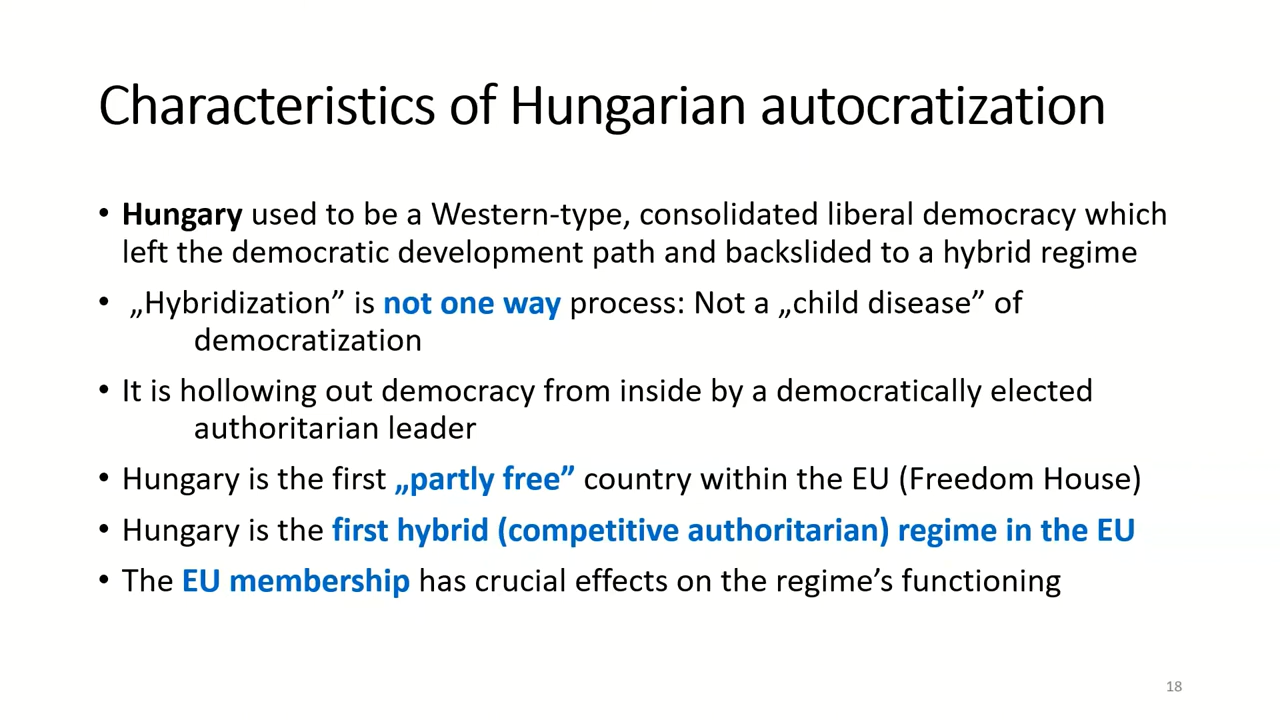 Characteristics of Hungarian autocratization
• Hungary used to be a Western-type, consolidated liberal democracy which
left the democratic development path and backslided to a hybrid regime
• „Hybridization” is not one way process: Not a „child disease” of
democratization
• It is hollowing out democracy from inside by a democratically elected
authoritarian leader
• Hungary is the first „partly free” country within the EU (Freedom House)
• Hungary is the first hybrid (competitive authoritarian) regime in the EU
• The EU membership has crucial effects on the regime’s functioning
18